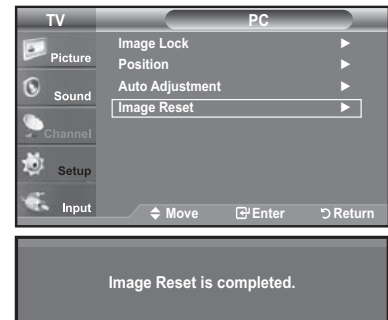 TV
PC
Picture
Sound
Channel
Setup
Input
Image Lock ►
Position ►
Auto Adjustment ►
Image Reset ►
Move Enter Return
Image Reset is completed.